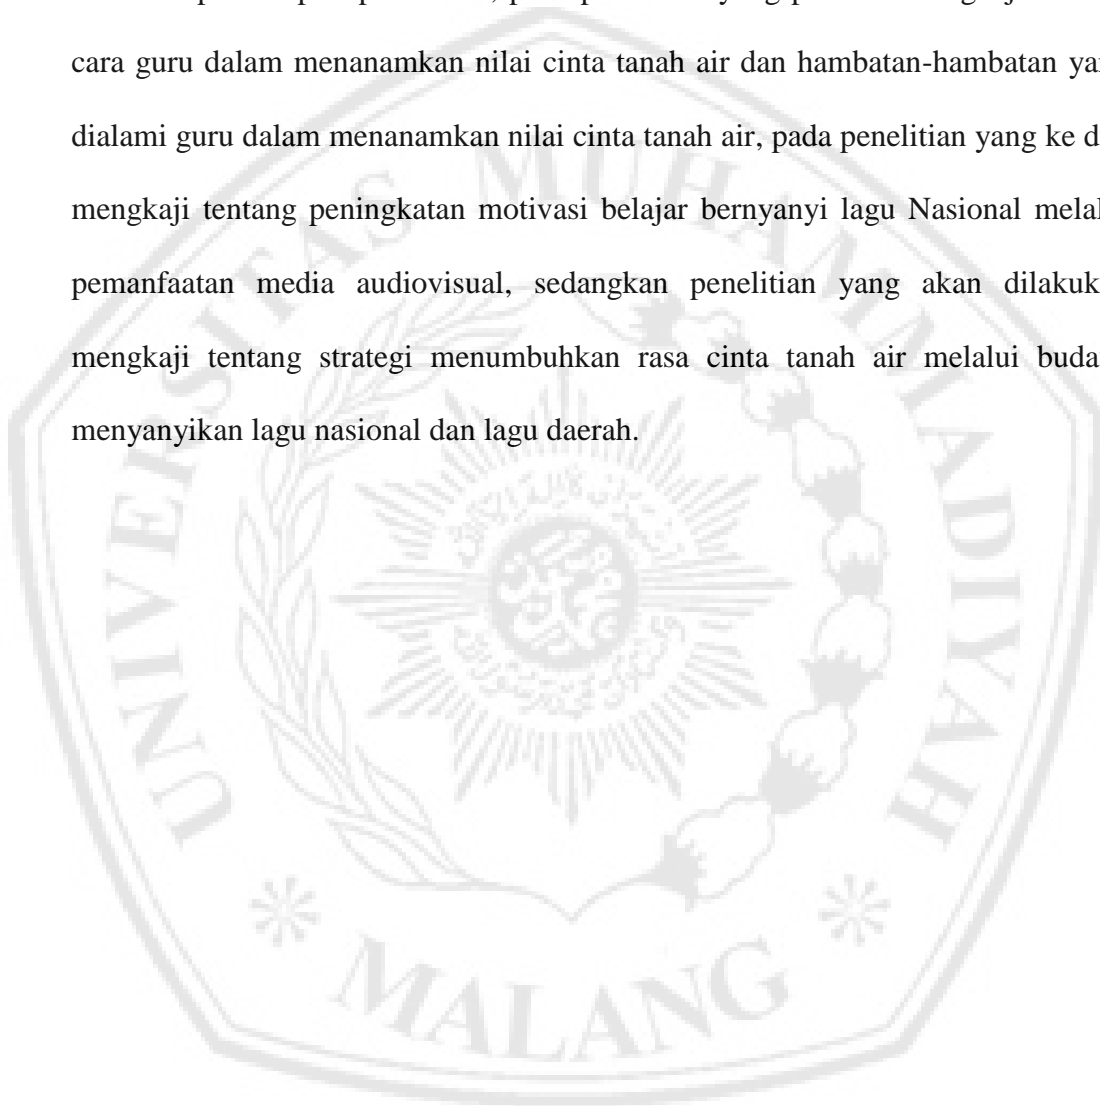 cara guru dalam menanamkan nilai cinta tanah air dan hambatan-hambatan
dialami guru dalam menanamkan nilai cinta tanah air, pada penelitian yang ke
mengkaji tentang peningkatan motivasi belajar bernyanyi lagu Nasional
pemanfaatan media audiovisual, sedangkan penelitian yang akan
mengkaji tentang strategi menumbuhkan rasa cinta tanah air melalui
menyanyikan lagu nasional dan lagu daerah.
UNIVERSITAS MUHAMMADIYAH
MALANG